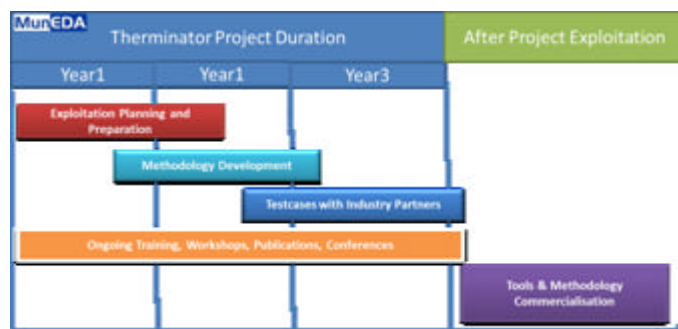 MunEDA
Therminator Project Duration
After Project Exploitation
Year1
Year1
Year3
Exploitation Planning and
Preparation
Methodology Development
Testcases with Industry Partners
Ongoing Training, Workshops, Publications, Conferences
Tools & Methodology
Commercialisation